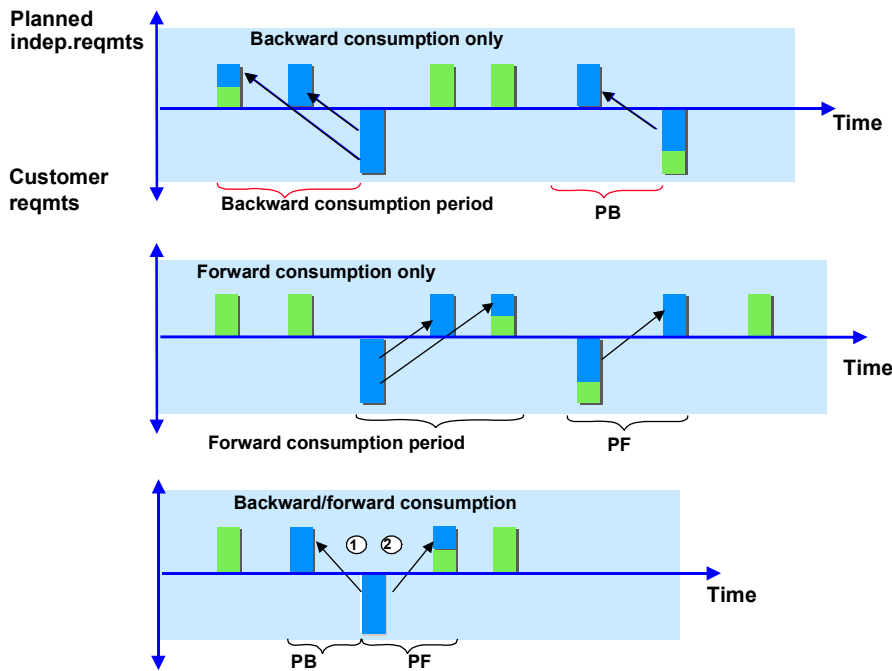 Planned
indep.reqmts
Backward consumption only
Time
Customer
reqmts
Backward consumption period
PB
Forward consumption only
Time
Forward consumption period
PF
Backward/forward consumption
1 2
Time
PB PF